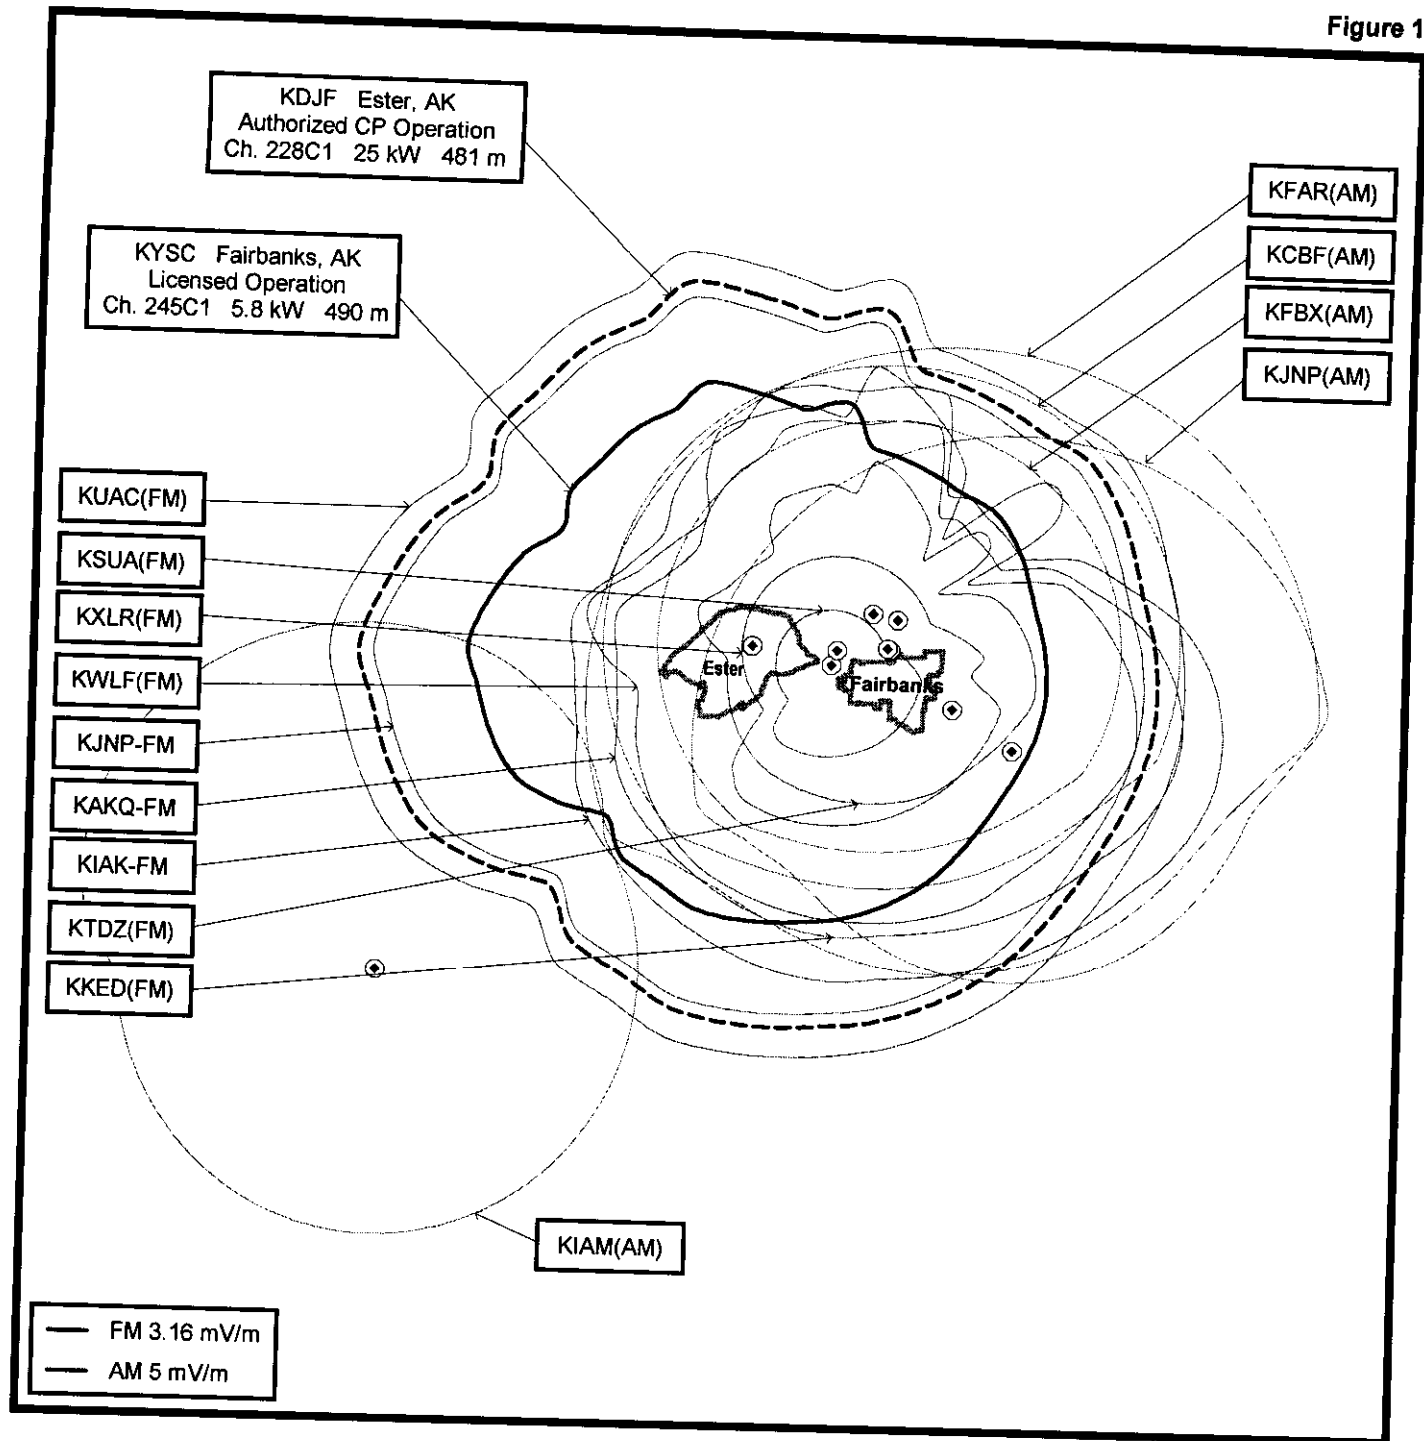 Figure 1
KDJF Ester, AK
Authorized CP Operation
Ch. 228C1 25 kW 481 m
KYSC Fairbanks, AK
Licensed Operation
Ch. 245C1 5.8 kW 490 m
KFAR(AM)
KCBF(AM)
KFBX(AM)
KJNP(AM)
KUAC(FM)
KSUA(FM)
KXLR(FM)
KWLF(FM)
KJNP-FM
KAKQ-FM
KIAK-FM
KTDZ(FM)
KKED(FM)
Ester
Fairbanks
KIAM(AM)
FM 3.16 mV/m
AM 5 mV/m